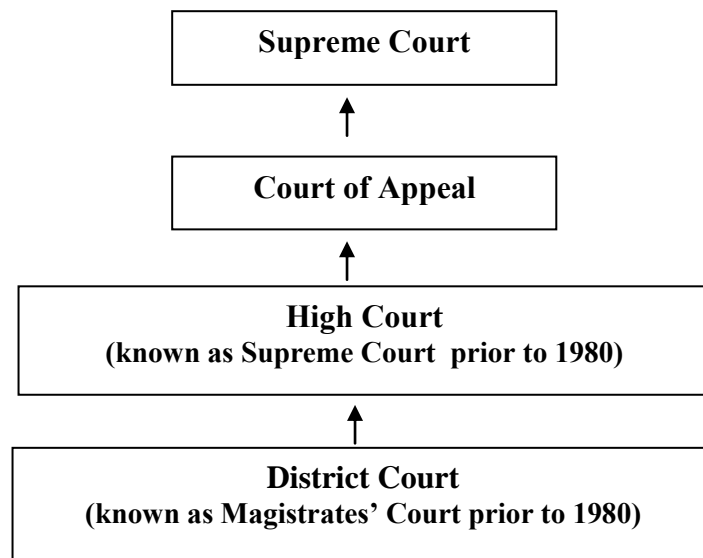 Supreme Court
Court of Appeal
High Court
(known as Supreme Court prior to 1980)
District Court
(known as Magistrates’ Court prior to 1980)